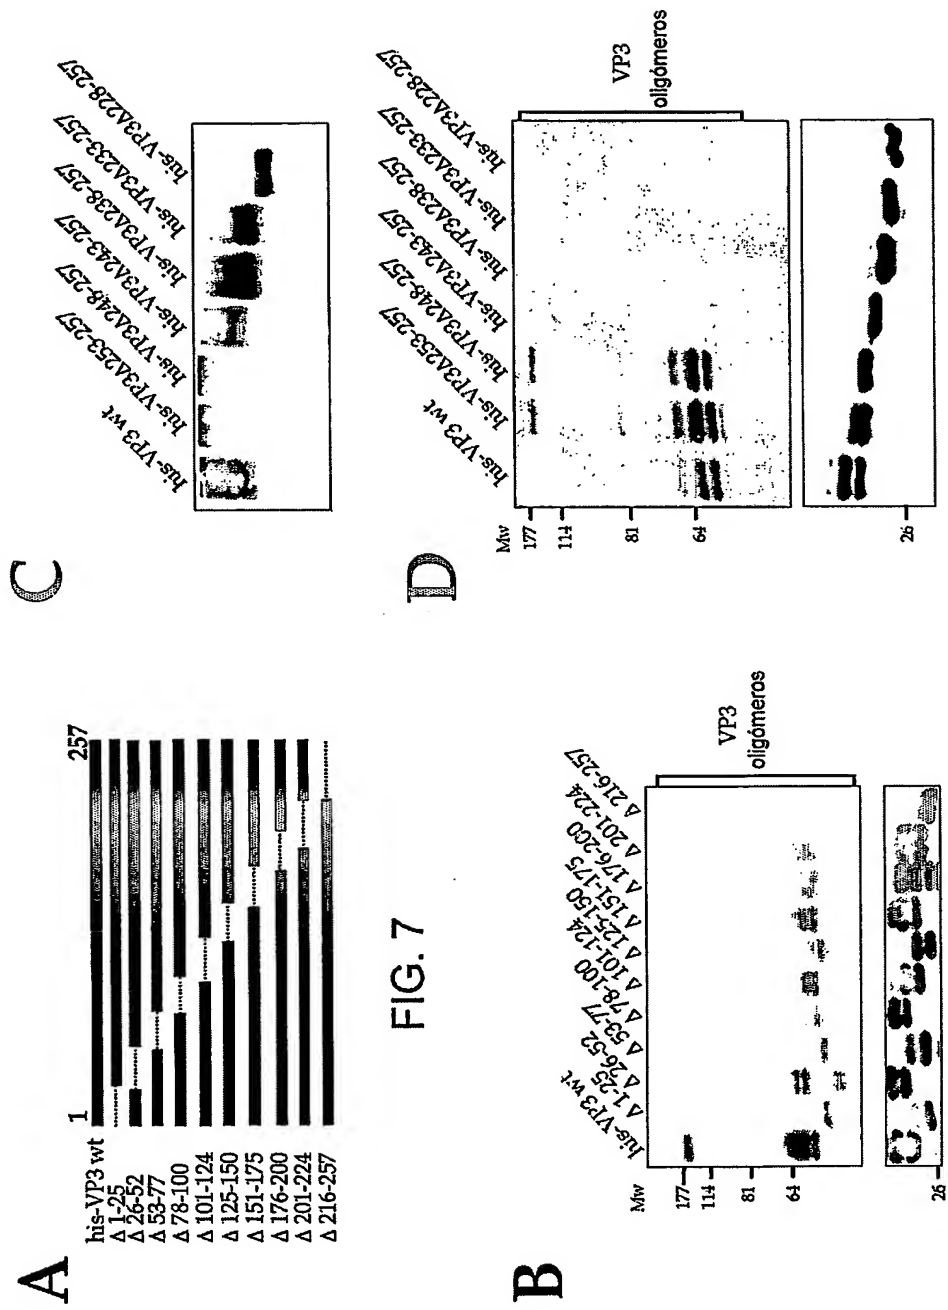 A
1 257
his-VP3 wt
Δ 1-25
Δ 26-52
Δ 53-77
Δ 78-100
Δ 101-124
Δ 125-150
Δ 151-175
Δ 176-200
Δ 201-224
Δ 216-257
C
his-VP3 wt
his-VP3Δ253-257
his-VP3Δ248-257
his-VP3Δ243-257
his-VP3Δ238-257
his-VP3Δ233-257
his-VP3Δ228-257
FIG. 7
B
his-VP3 wt
Δ 1-25
Δ 26-52
Δ 53-77
Δ 78-100
Δ 101-124
Δ 125-150
Δ 151-175
Δ 176-200
Δ 201-224
Δ 216-257
Mw
177
114
81
64
26
VP3
oligómeros
D
his-VP3 wt
his-VP3Δ253-257
his-VP3Δ248-257
his-VP3Δ243-257
his-VP3Δ238-257
his-VP3Δ233-257
his-VP3Δ228-257
Mw
177
114
81
64
26
VP3
oligómeros